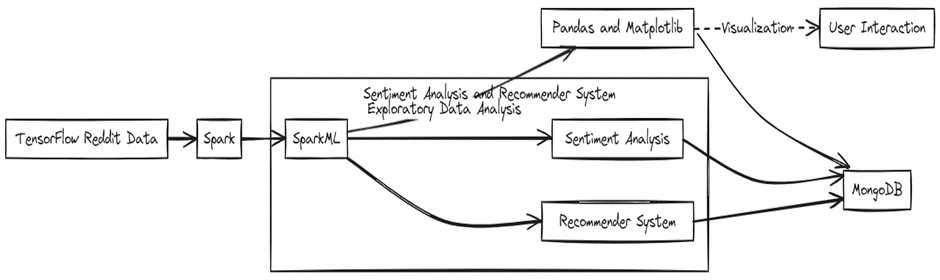 Pandas and Matplotlib
Visualization
User Interaction
Sentiment Analysis and Recommender System
Exploratory Data Analysis
TensorFlow Reddit Data
Spark
SparkML
Sentiment Analysis
MongoDB
Recommender System